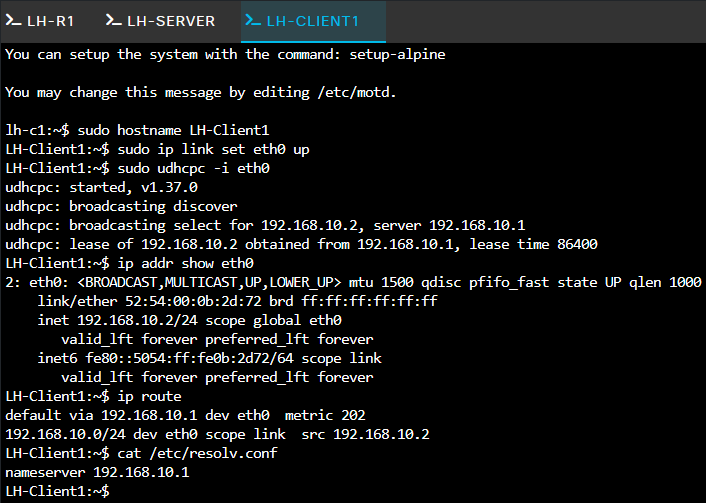 LH-R1 LH-SERVER LH-CLIENT1
You can setup the system with the command: setup-alpine
You may change this message by editing /etc/motd.
lh-c1:~$ sudo hostname LH-Client1
LH-Client1:~$ sudo ip link set eth0 up
LH-Client1:~$ sudo udhcpc -i eth0
udhcpc: started, v1.37.0
udhcpc: broadcasting discover
udhcpc: broadcasting select for 192.168.10.2, server 192.168.10.1
udhcpc: lease of 192.168.10.2 obtained from 192.168.10.1, lease time 86400
LH-Client1:~$ ip addr show eth0
2: eth0: <BROADCAST,MULTICAST,UP,LOWER_UP> mtu 1500 qdisc pfifo_fast state UP qlen 1000
    link/ether 52:54:00:0b:2d:72 brd ff:ff:ff:ff:ff:ff
    inet 192.168.10.2/24 scope global eth0
       valid_lft forever preferred_lft forever
    inet6 fe80::5054:ff:fe0b:2d72/64 scope link
       valid_lft forever preferred_lft forever
LH-Client1:~$ ip route
default via 192.168.10.1 dev eth0  metric 202
192.168.10.0/24 dev eth0 scope link  src 192.168.10.2
LH-Client1:~$ cat /etc/resolv.conf
nameserver 192.168.10.1
LH-Client1:~$